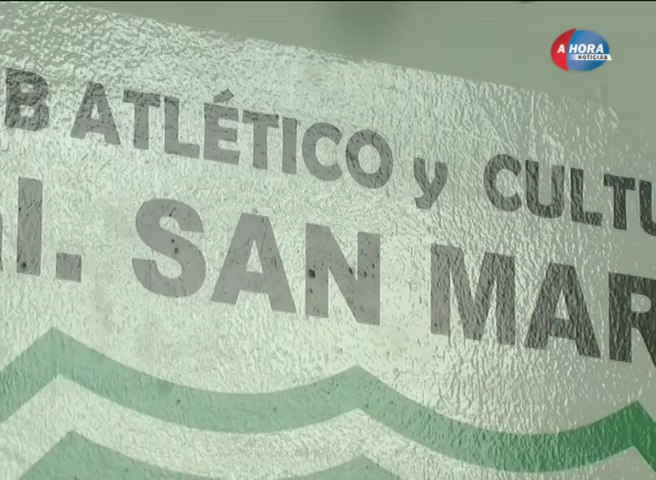 A HORA
NOTICIAS
B ATLÉTICO y CULTU
al. SAN MAR